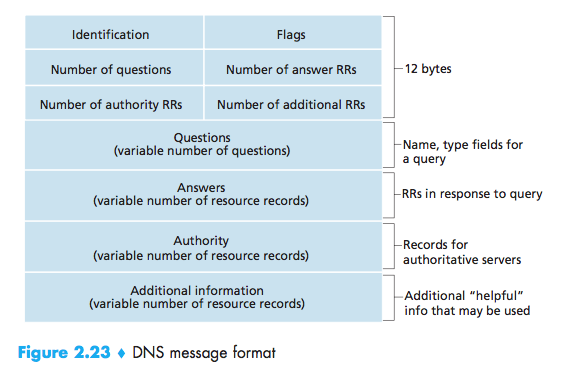 Identification
Flags
Number of questions
Number of answer RRs
12 bytes
Number of authority RRs
Number of additional RRs
Questions
(variable number of questions)
Name, type fields for
a query
Answers
(variable number of resource records)
RRs in response to query
Authority
(variable number of resource records)
Records for
authoritative servers
Additional information
(variable number of resource records)
Additional “helpful”
info that may be used
Figure 2.23 ♦ DNS message format